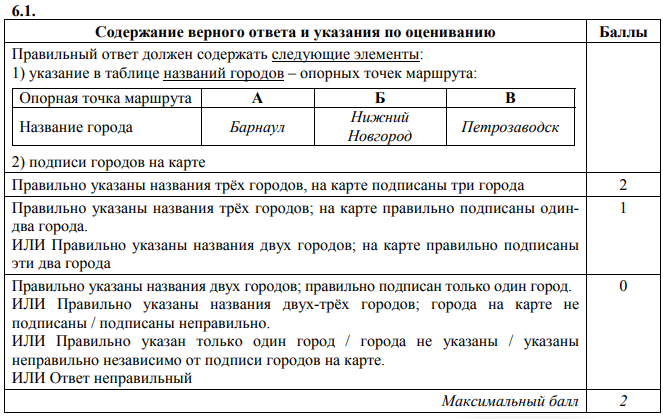 6.1.
Содержание верного ответа и указания по оцениванию Баллы
Правильный ответ должен содержать следующие элементы:
1) указание в таблице названий городов – опорных точек маршрута:
Опорная точка маршрута А Б В
Название города Барнаул Нижний Новгород Петрозаводск
2) подписи городов на карте
Правильно указаны названия трёх городов, на карте подписаны три города 2
Правильно указаны названия трёх городов; на карте правильно подписаны один- 1
два города.
ИЛИ Правильно указаны названия двух городов; на карте правильно подписаны
эти два города
Правильно указаны названия двух городов; правильно подписан только один город. 0
ИЛИ Правильно указаны названия двух-трёх городов; города на карте не
подписаны / подписаны неправильно.
ИЛИ Правильно указан только один город / города не указаны / указаны
неправильно независимо от подписи городов на карте.
ИЛИ Ответ неправильный
Максимальный балл 2